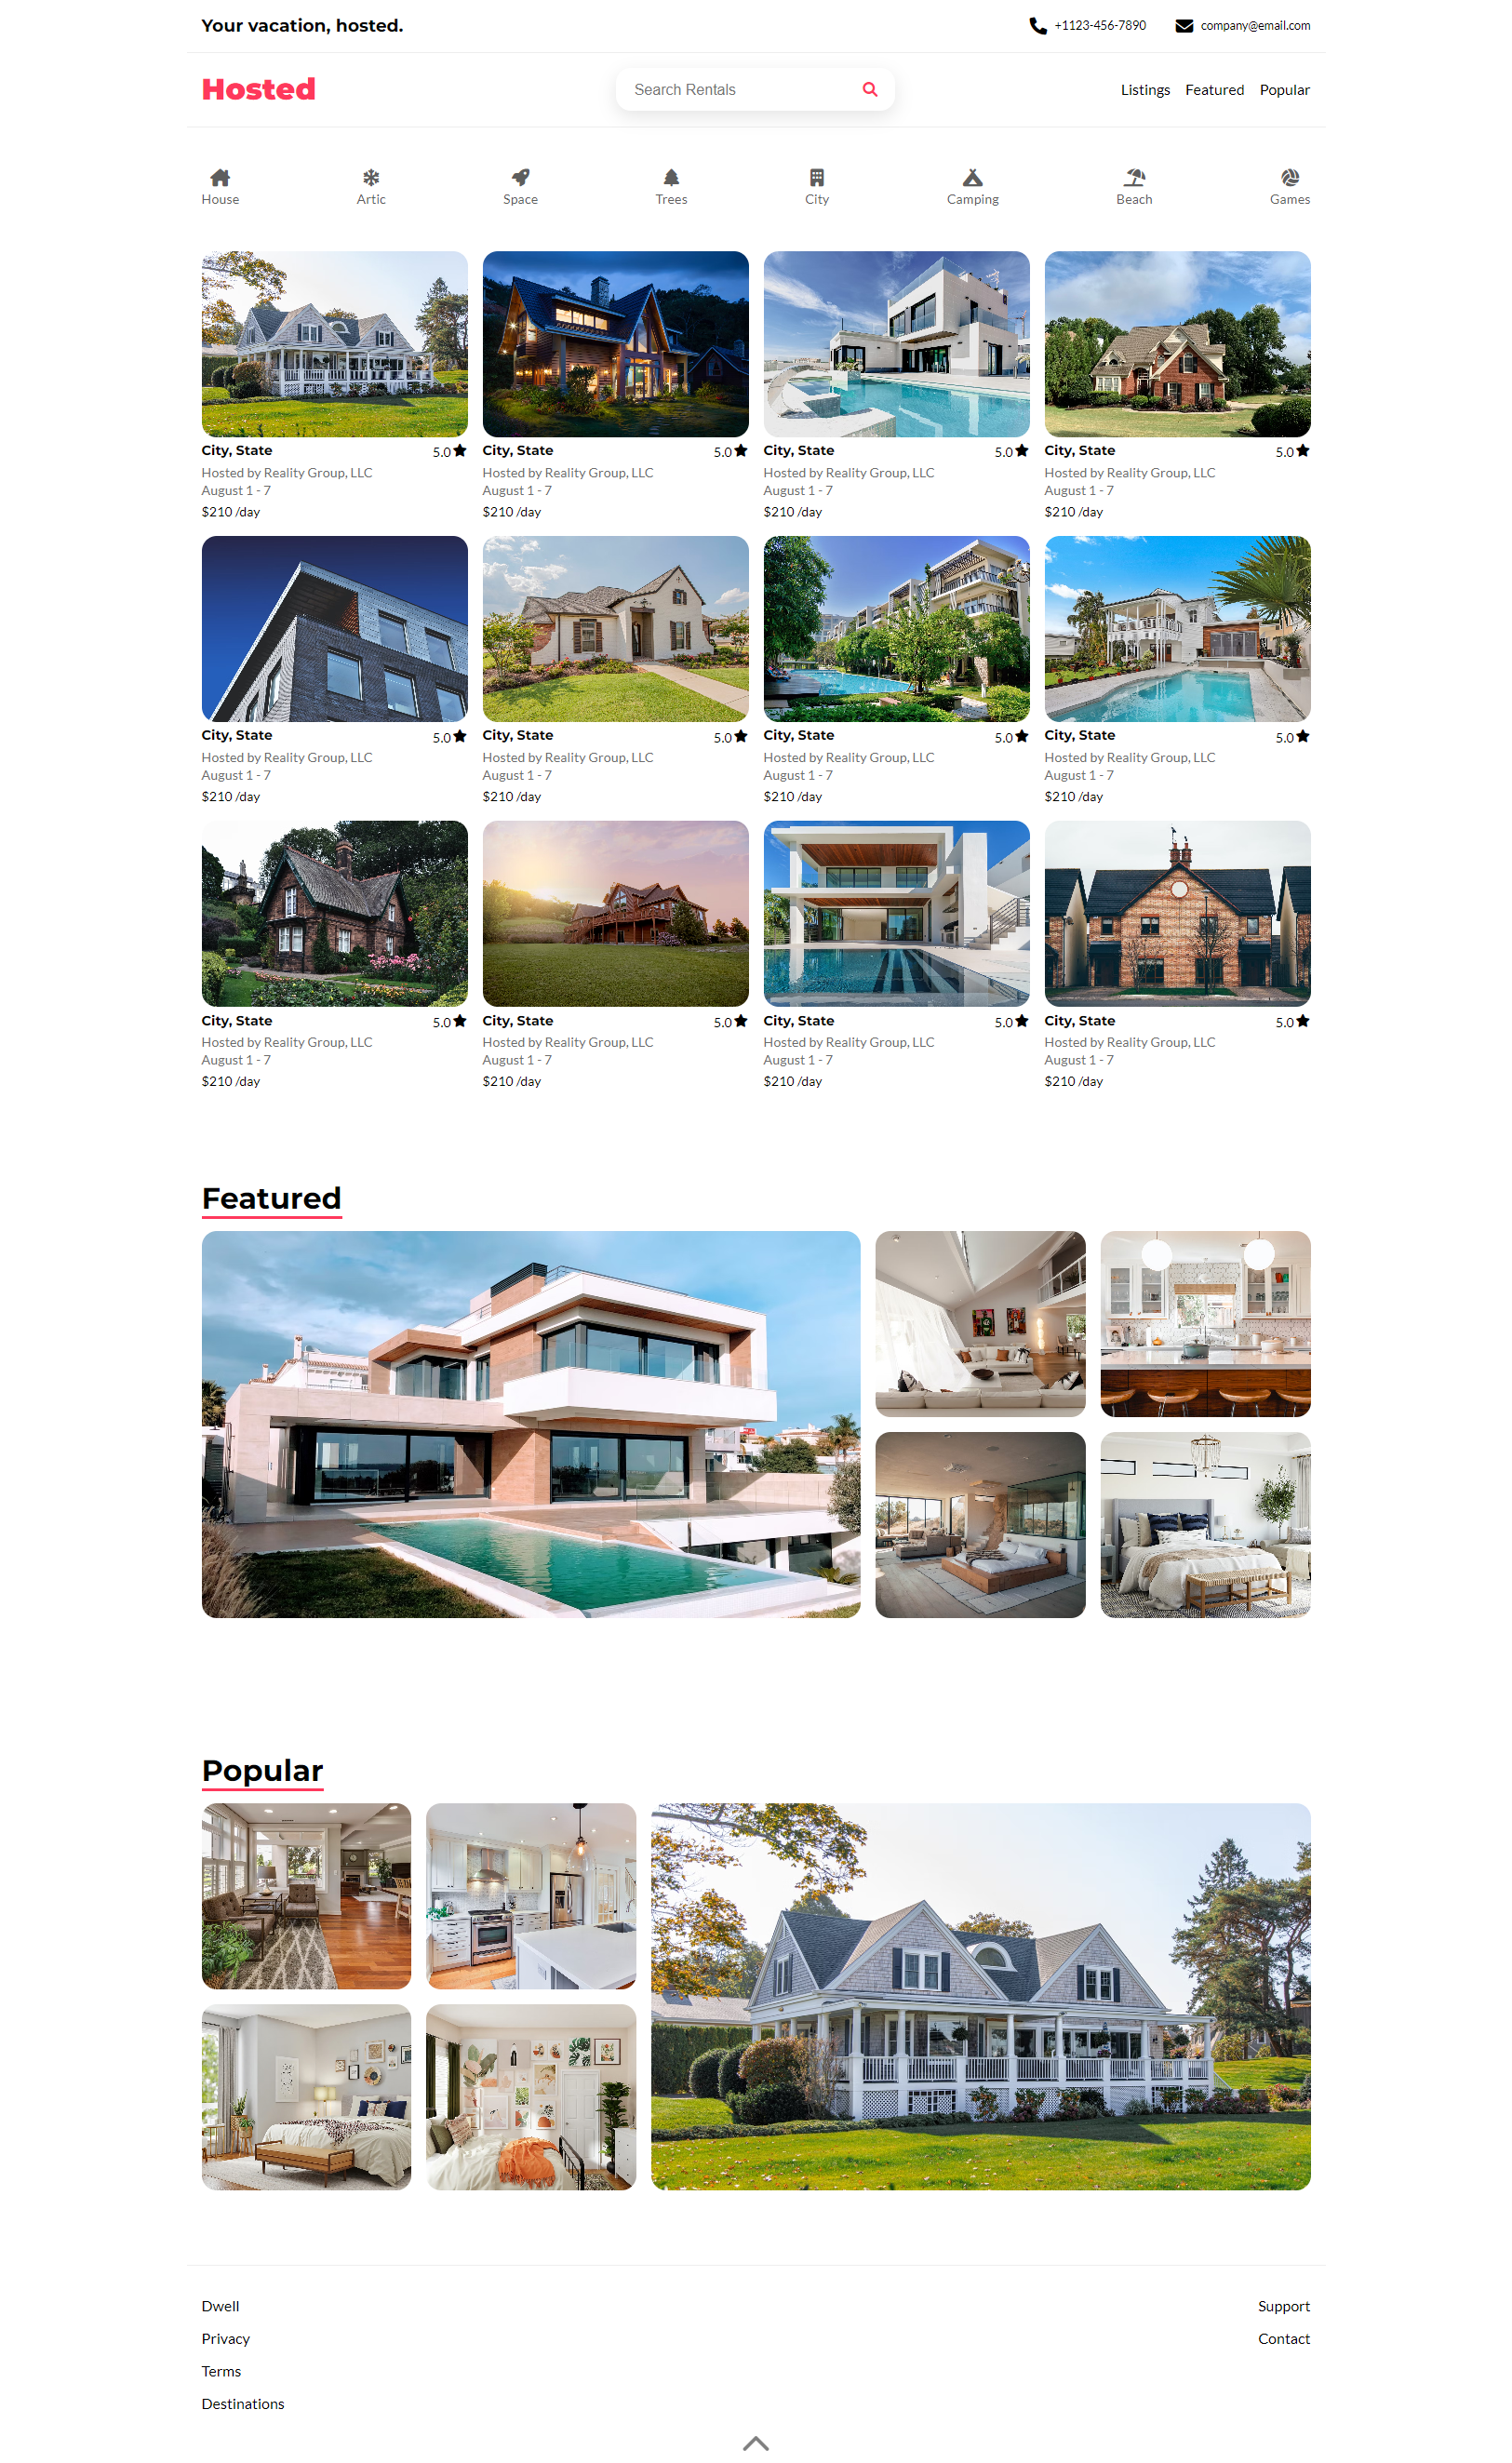 Your vacation, hosted.
+1123-456-7890
company@email.com
Hosted
Search Rentals
Listings Featured Popular
House Artic Space Trees City Camping Beach Games
City, State 5.0 City, State 5.0 City, State 5.0 City, State 5.0
Hosted by Reality Group, LLC Hosted by Reality Group, LLC Hosted by Reality Group, LLC Hosted by Reality Group, LLC
August 1 - 7 August 1 - 7 August 1 - 7 August 1 - 7
$210 /day $210 /day $210 /day $210 /day
City, State 5.0 City, State 5.0 City, State 5.0 City, State 5.0
Hosted by Reality Group, LLC Hosted by Reality Group, LLC Hosted by Reality Group, LLC Hosted by Reality Group, LLC
August 1 - 7 August 1 - 7 August 1 - 7 August 1 - 7
$210 /day $210 /day $210 /day $210 /day
City, State 5.0 City, State 5.0 City, State 5.0 City, State 5.0
Hosted by Reality Group, LLC Hosted by Reality Group, LLC Hosted by Reality Group, LLC Hosted by Reality Group, LLC
August 1 - 7 August 1 - 7 August 1 - 7 August 1 - 7
$210 /day $210 /day $210 /day $210 /day
Featured
Popular
Dwell
Privacy
Terms
Destinations
Support
Contact